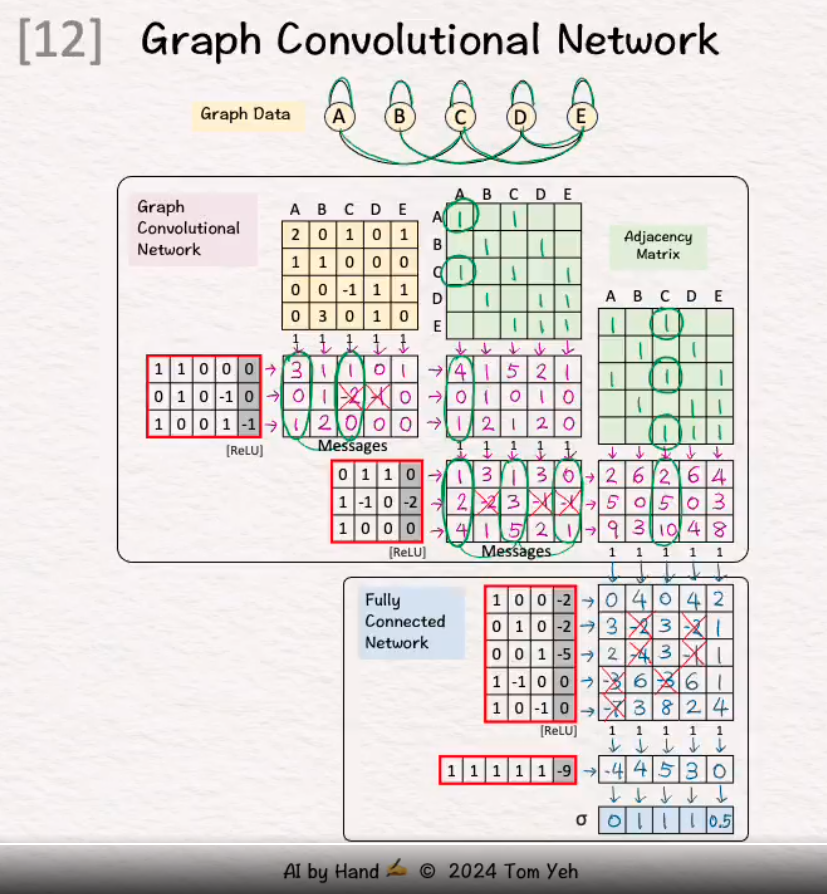 [12] Graph Convolutional Network
Graph Data
A B C D E
Graph
Convolutional
Network
A B C D E
2 0 1 0 1
1 1 0 0 0
0 0 -1 1 1
0 3 0 1 0
1 1 1 1 1
A B C D E
A 1 1
B 1 1
C 1 1 1
D 1 1 1
E 1 1 1
Adjacency
Matrix
A B C D E
1 1
1 1
1 1 1
1 1 1
1 1 1
1 1 0 0 0
0 1 0 -1 0
1 0 0 1 -1
[ReLU]
3 1 1 0 1
0 1 -2 -1 0
1 2 0 0 0
Messages
4 1 5 2 1
0 1 0 1 0
1 2 1 2 0
1 1 1 1 1
0 1 1 0
1 -1 0 -2
1 0 0 0
[ReLU]
1 3 1 3 0
2 -2 3 -1 -1
4 1 5 2 1
Messages
2 6 2 6 4
5 0 5 0 3
9 3 10 4 8
1 1 1 1 1
Fully
Connected
Network
1 0 0 -2
0 1 0 -2
0 0 1 -5
1 -1 0 0
1 0 -1 0
[ReLU]
0 4 0 4 2
3 -2 3 -2 1
2 -4 3 -1 1
-3 6 -3 6 1
-7 3 8 2 4
1 1 1 1 1
1 1 1 1 1 -9
-4 4 5 3 0
σ 0 1 1 1 0.5
AI by Hand ✍ © 2024 Tom Yeh